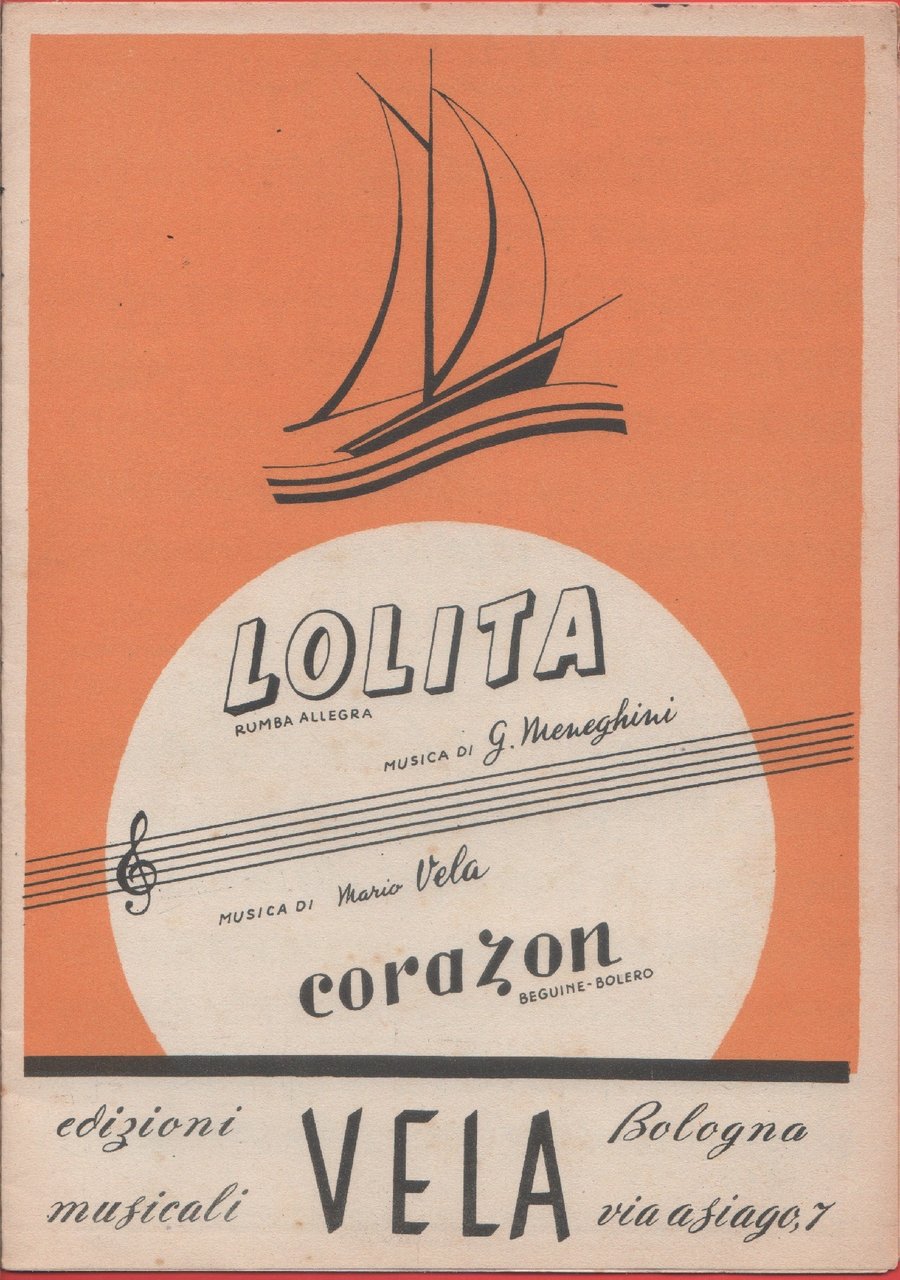 LOLITA
RUMBA ALLEGRA
MUSICA DI G. Meneghini
MUSICA DI Mario Vela
corazon
BEGUINE-BOLERO
edizioni
musicali
VELA
Bologna
via asiago, 7